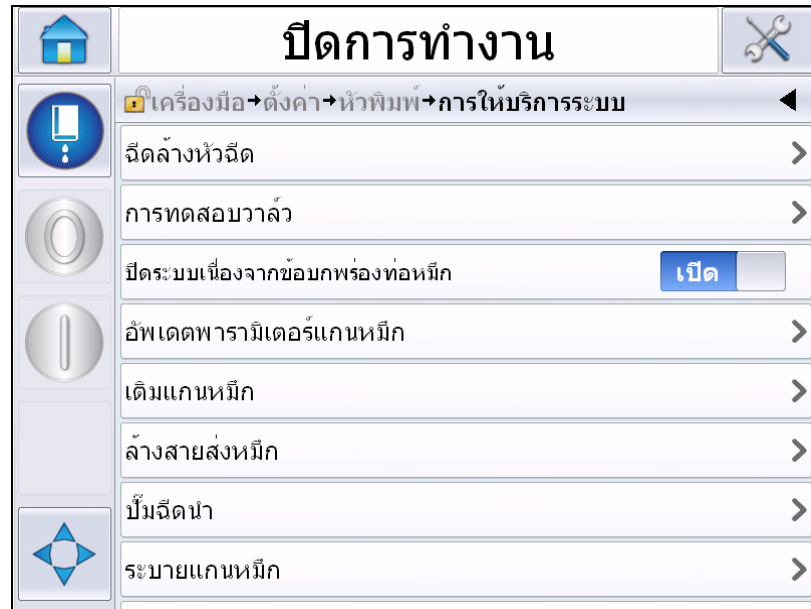 ปิดการทำงาน
เครื่องมือ→ตั้งค่า→หัวพิมพ์→การให้บริการระบบ
ฉีดล้างหัวฉีด
การทดสอบวาล์ว
ปิดระบบเนื่องจากข้อบกพร่องท่อหมึก เปิด
อัพเดตพารามิเตอร์แกนหมึก
เติมแกนหมึก
ล้างสายส่งหมึก
ปั๊มฉีดนำ
ระบายแกนหมึก